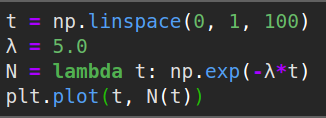 t = np.linspace(0, 1, 100)
λ = 5.0
N = lambda t: np.exp(-λ*t)
plt.plot(t, N(t))